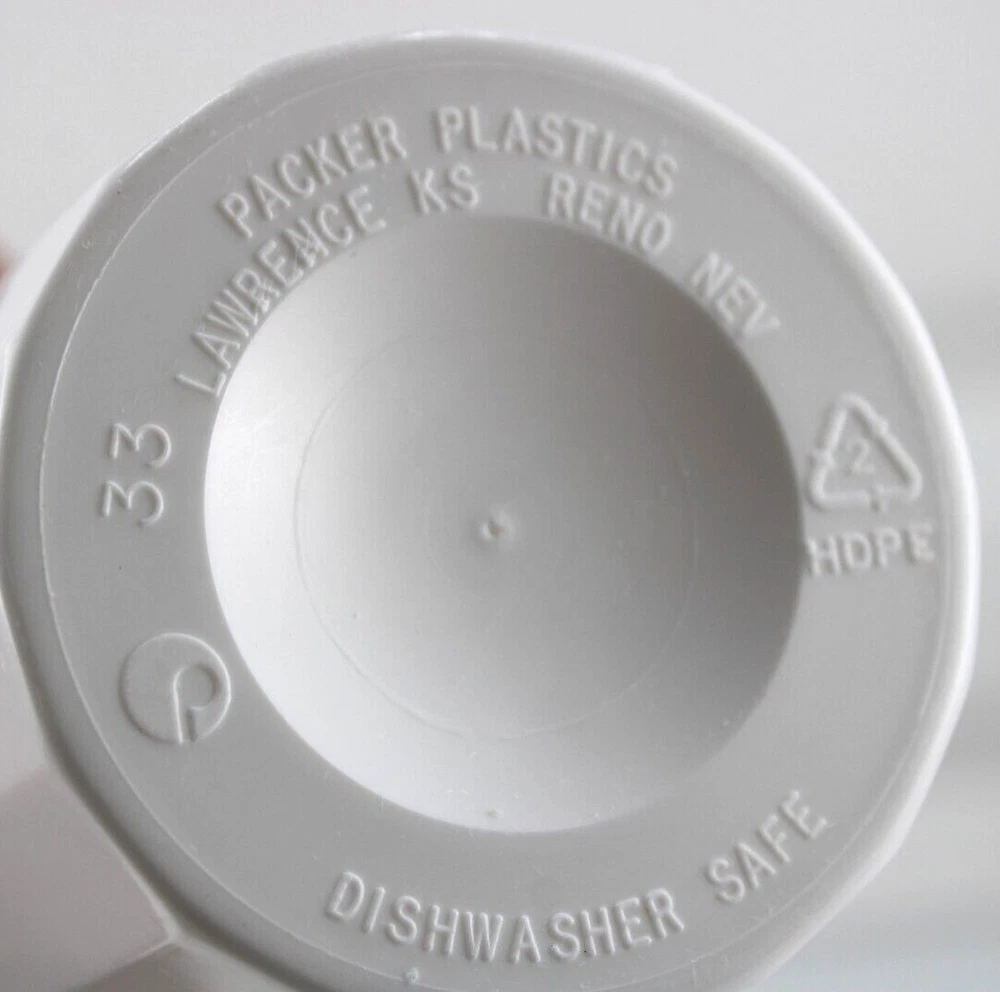 PACKER PLASTICS
LAWRENCE KS RENO NEV
33
2
HDPE
DISHWASHER SAFE